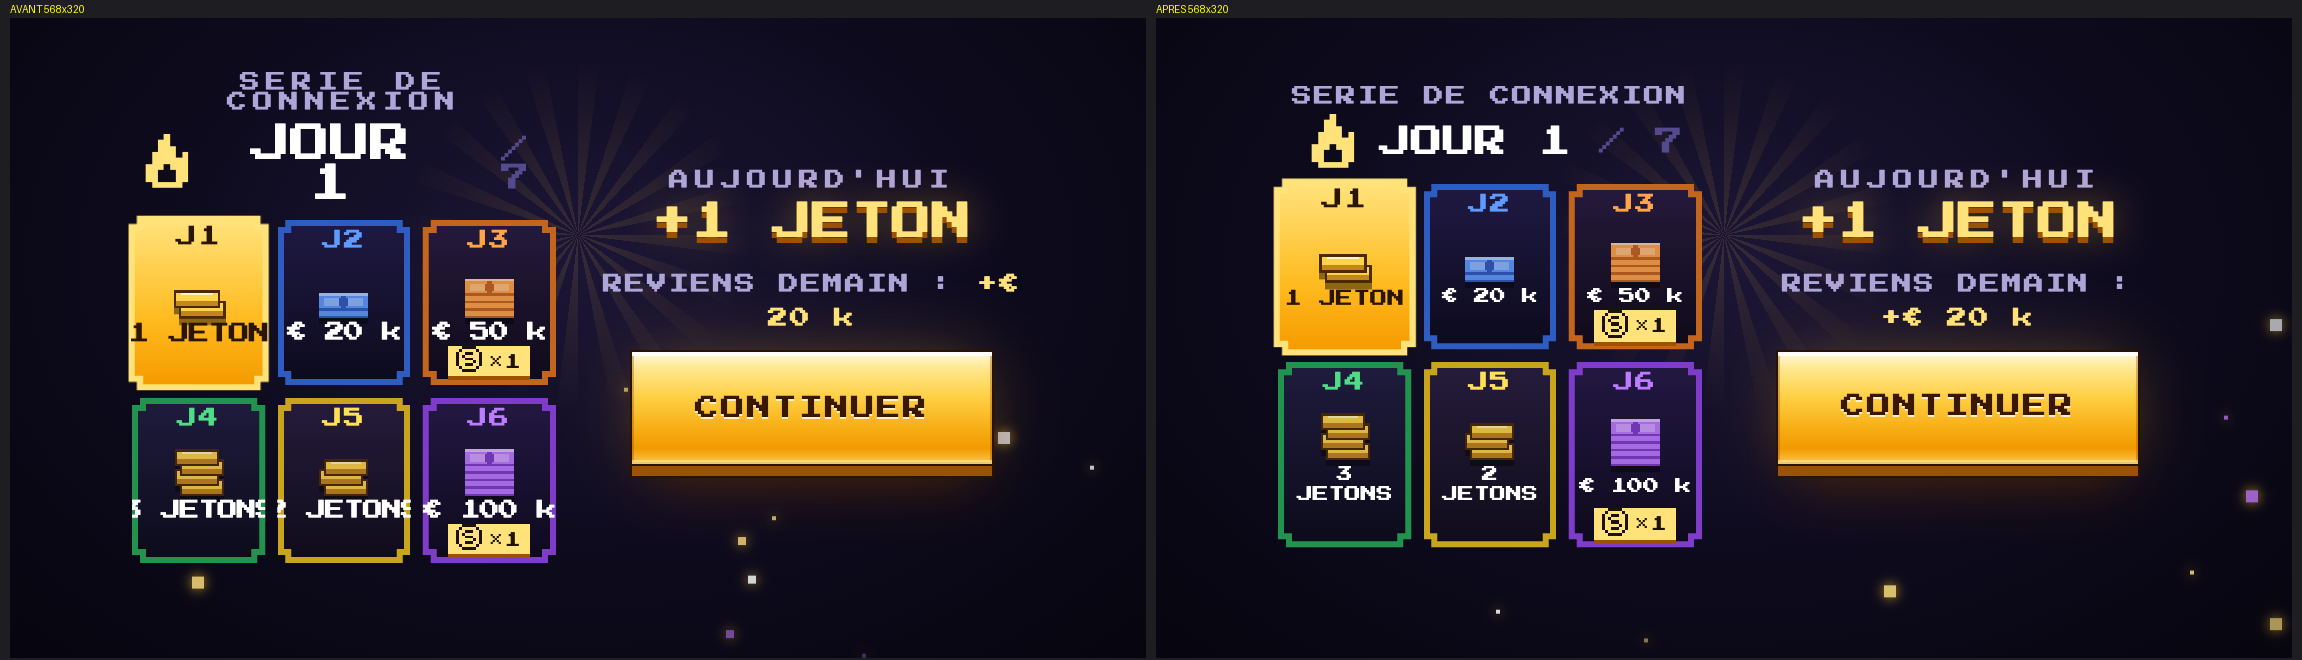 AVANT 568x320
SERIE DE
CONNEXION
JOUR
1
/
7
J1
1 JETON
J2
€ 20 k
J3
€ 50 k
S ×1
J4
3 JETONS
J5
2 JETONS
J6
€ 100 k
S ×1
AUJOURD'HUI
+1 JETON
REVIENS DEMAIN : +€
20 k
CONTINUER
APRES 568x320
SERIE DE CONNEXION
JOUR 1 / 7
J1
1 JETON
J2
€ 20 k
J3
€ 50 k
S ×1
J4
3
JETONS
J5
2
JETONS
J6
€ 100 k
S ×1
AUJOURD'HUI
+1 JETON
REVIENS DEMAIN :
+€ 20 k
CONTINUER